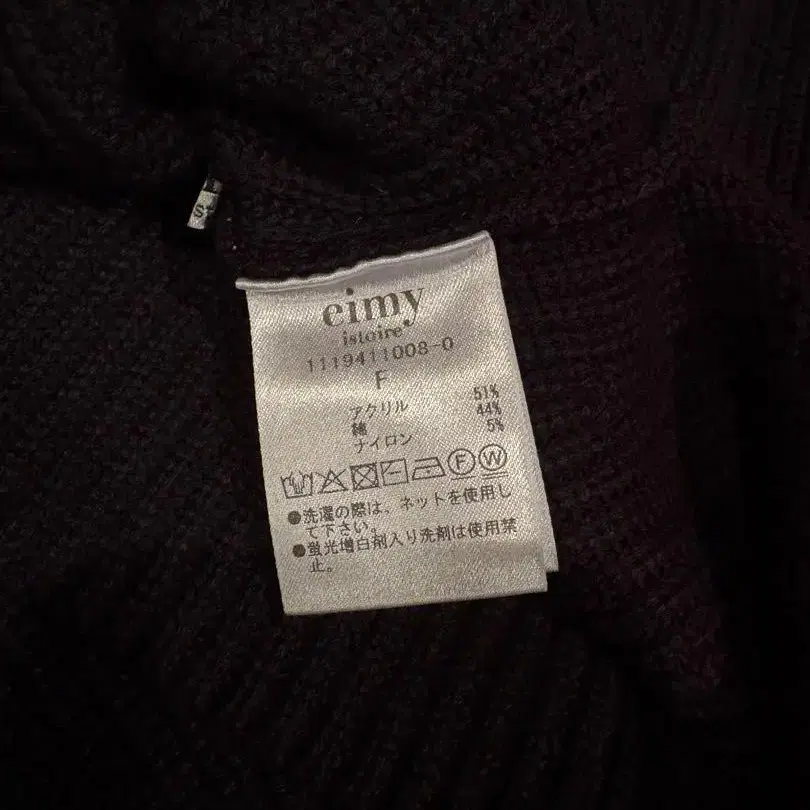 eimy
istoire
1119411008-0
F
アクリル 51%
綿 44%
ナイロン 5%
F W
●洗濯の際は、ネットを使用し
て下さい。
●蛍光増白剤入り洗剤は使用禁
止。